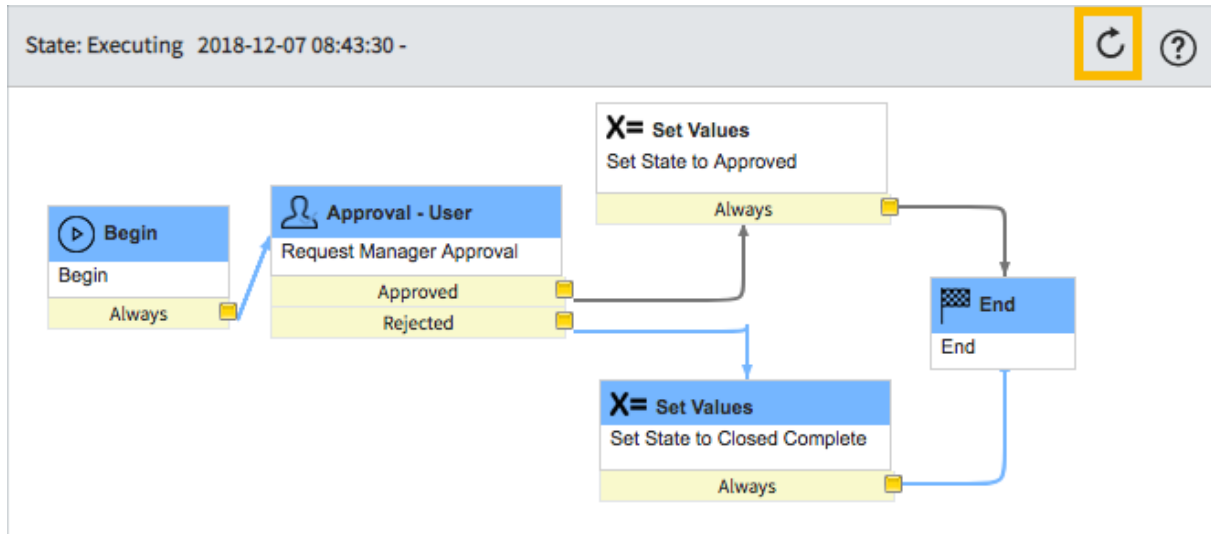 State: Executing 2018-12-07 08:43:30 -
X= Set Values
Set State to Approved
Always
Approval - User
Request Manager Approval
Approved
Rejected
Begin
Begin
Always
End
End
X= Set Values
Set State to Closed Complete
Always